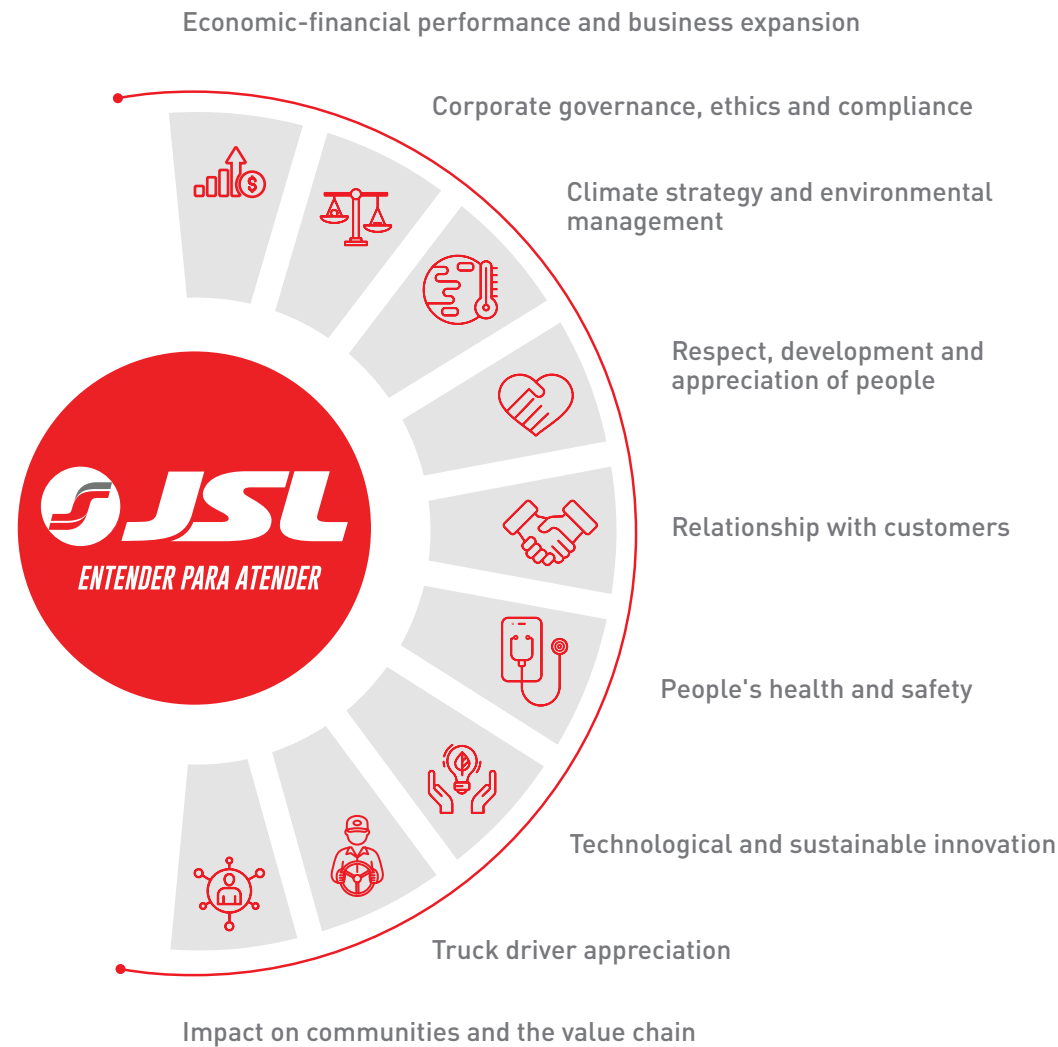 Economic-financial performance and business expansion
Corporate governance, ethics and compliance
Climate strategy and environmental
management
Respect, development and
appreciation of people
JSL
ENTENDER PARA ATENDER
Relationship with customers
People's health and safety
Technological and sustainable innovation
Truck driver appreciation
Impact on communities and the value chain